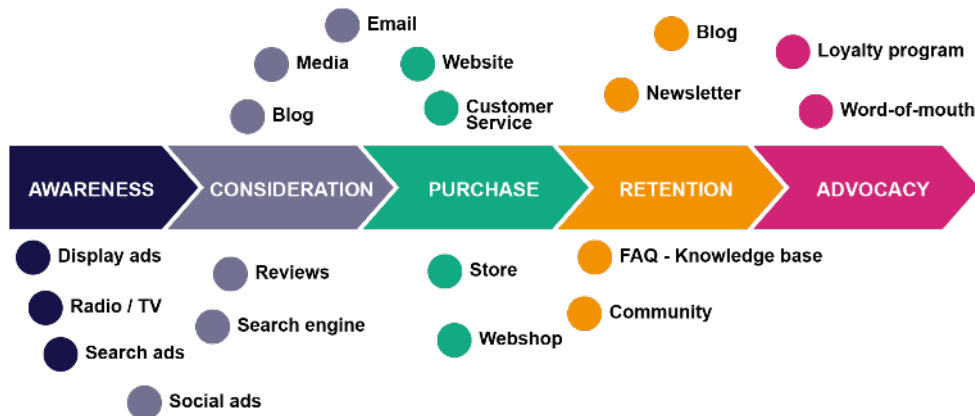 Email
Blog
Media
Website
Loyalty program
Newsletter
Customer
Service
Blog
Word-of-mouth
AWARENESS
CONSIDERATION
PURCHASE
RETENTION
ADVOCACY
Display ads
Reviews
Store
FAQ - Knowledge base
Radio / TV
Search engine
Community
Search ads
Webshop
Social ads